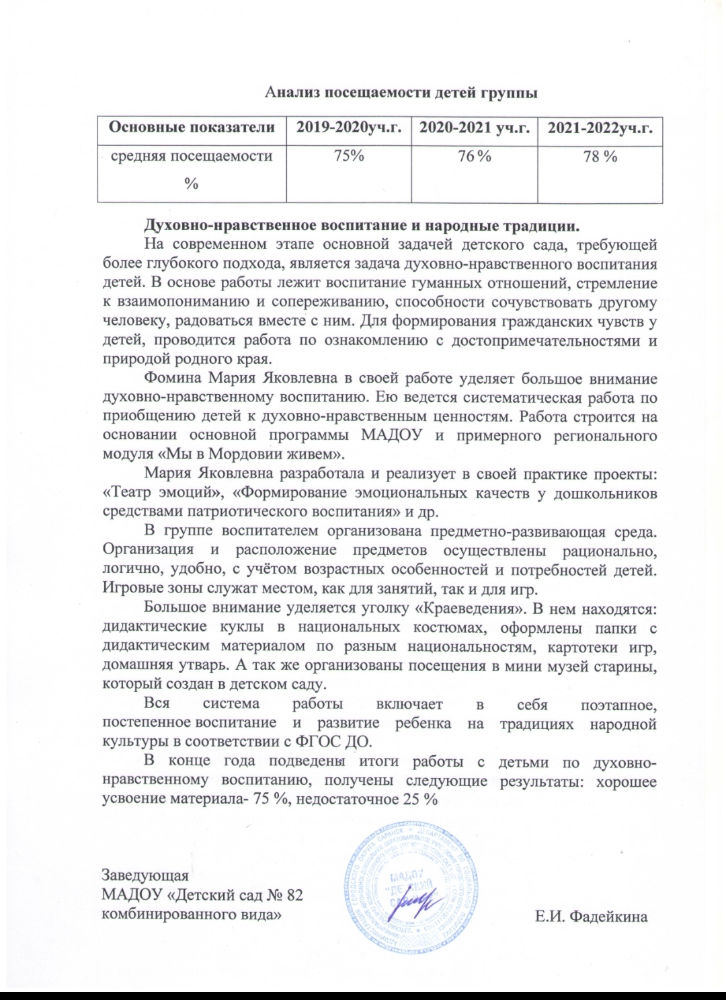 Анализ посещаемости детей группы
Основные показатели 2019-2020уч.г. 2020-2021 уч.г. 2021-2022уч.г.
средняя посещаемости 75% 76 % 78 %
%
Духовно-нравственное воспитание и народные традиции.
На современном этапе основной задачей детского сада, требующей
более глубокого подхода, является задача духовно-нравственного воспитания
детей. В основе работы лежит воспитание гуманных отношений, стремление
к взаимопониманию и сопереживанию, способности сочувствовать другому
человеку, радоваться вместе с ним. Для формирования гражданских чувств у
детей, проводится работа по ознакомлению с достопримечательностями и
природой родного края.
Фомина Мария Яковлевна в своей работе уделяет большое внимание
духовно-нравственному воспитанию. Ею ведется систематическая работа по
приобщению детей к духовно-нравственным ценностям. Работа строится на
основании основной программы МАДОУ и примерного регионального
модуля «Мы в Мордовии живем».
Мария Яковлевна разработала и реализует в своей практике проекты:
«Театр эмоций», «Формирование эмоциональных качеств у дошкольников
средствами патриотического воспитания» и др.
В группе воспитателем организована предметно-развивающая среда.
Организация и расположение предметов осуществлены рационально,
логично, удобно, с учётом возрастных особенностей и потребностей детей.
Игровые зоны служат местом, как для занятий, так и для игр.
Большое внимание уделяется уголку «Краеведения». В нем находятся:
дидактические куклы в национальных костюмах, оформлены папки с
дидактическим материалом по разным национальностям, картотеки игр,
домашняя утварь. А так же организованы посещения в мини музей старины,
который создан в детском саду.
Вся система работы включает в себя поэтапное,
постепенное воспитание и развитие ребенка на традициях народной
культуры в соответствии с ФГОС ДО.
В конце года подведены итоги работы с детьми по духовно-
нравственному воспитанию, получены следующие результаты: хорошее
усвоение материала- 75 %, недостаточное 25 %
Заведующая
МАДОУ «Детский сад № 82
комбинированного вида» Е.И. Фадейкина
АДМИНИСТРАЦИЯ ГОРОДСКОГО ОКРУГА САРАНСК * ДЕПАРТАМЕНТ ПО СОЦИАЛЬНОЙ ПОЛИТИКЕ
МАДОУ
"ДЕТСКИЙ